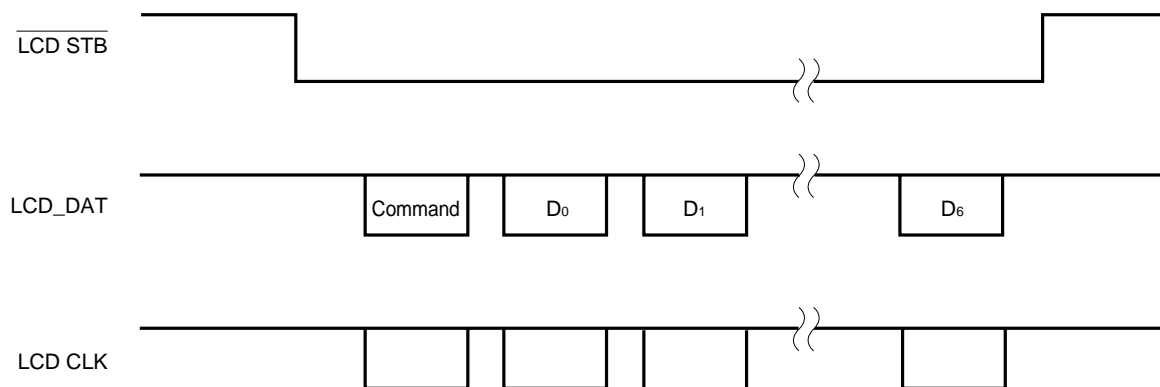 LCD STB
LCD_DAT
Command
D₀
D₁
D₆
LCD CLK